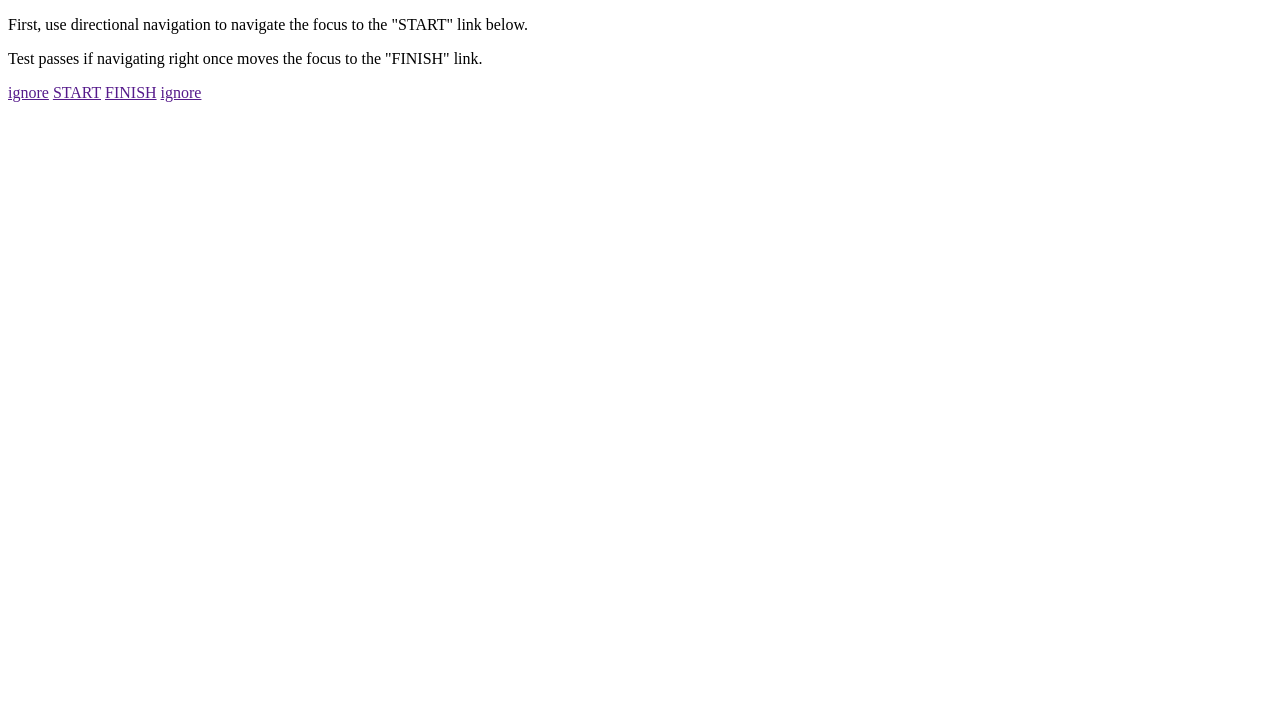 First, use directional navigation to navigate the focus to the "START" link below.
Test passes if navigating right once moves the focus to the "FINISH" link.
ignore START FINISH ignore